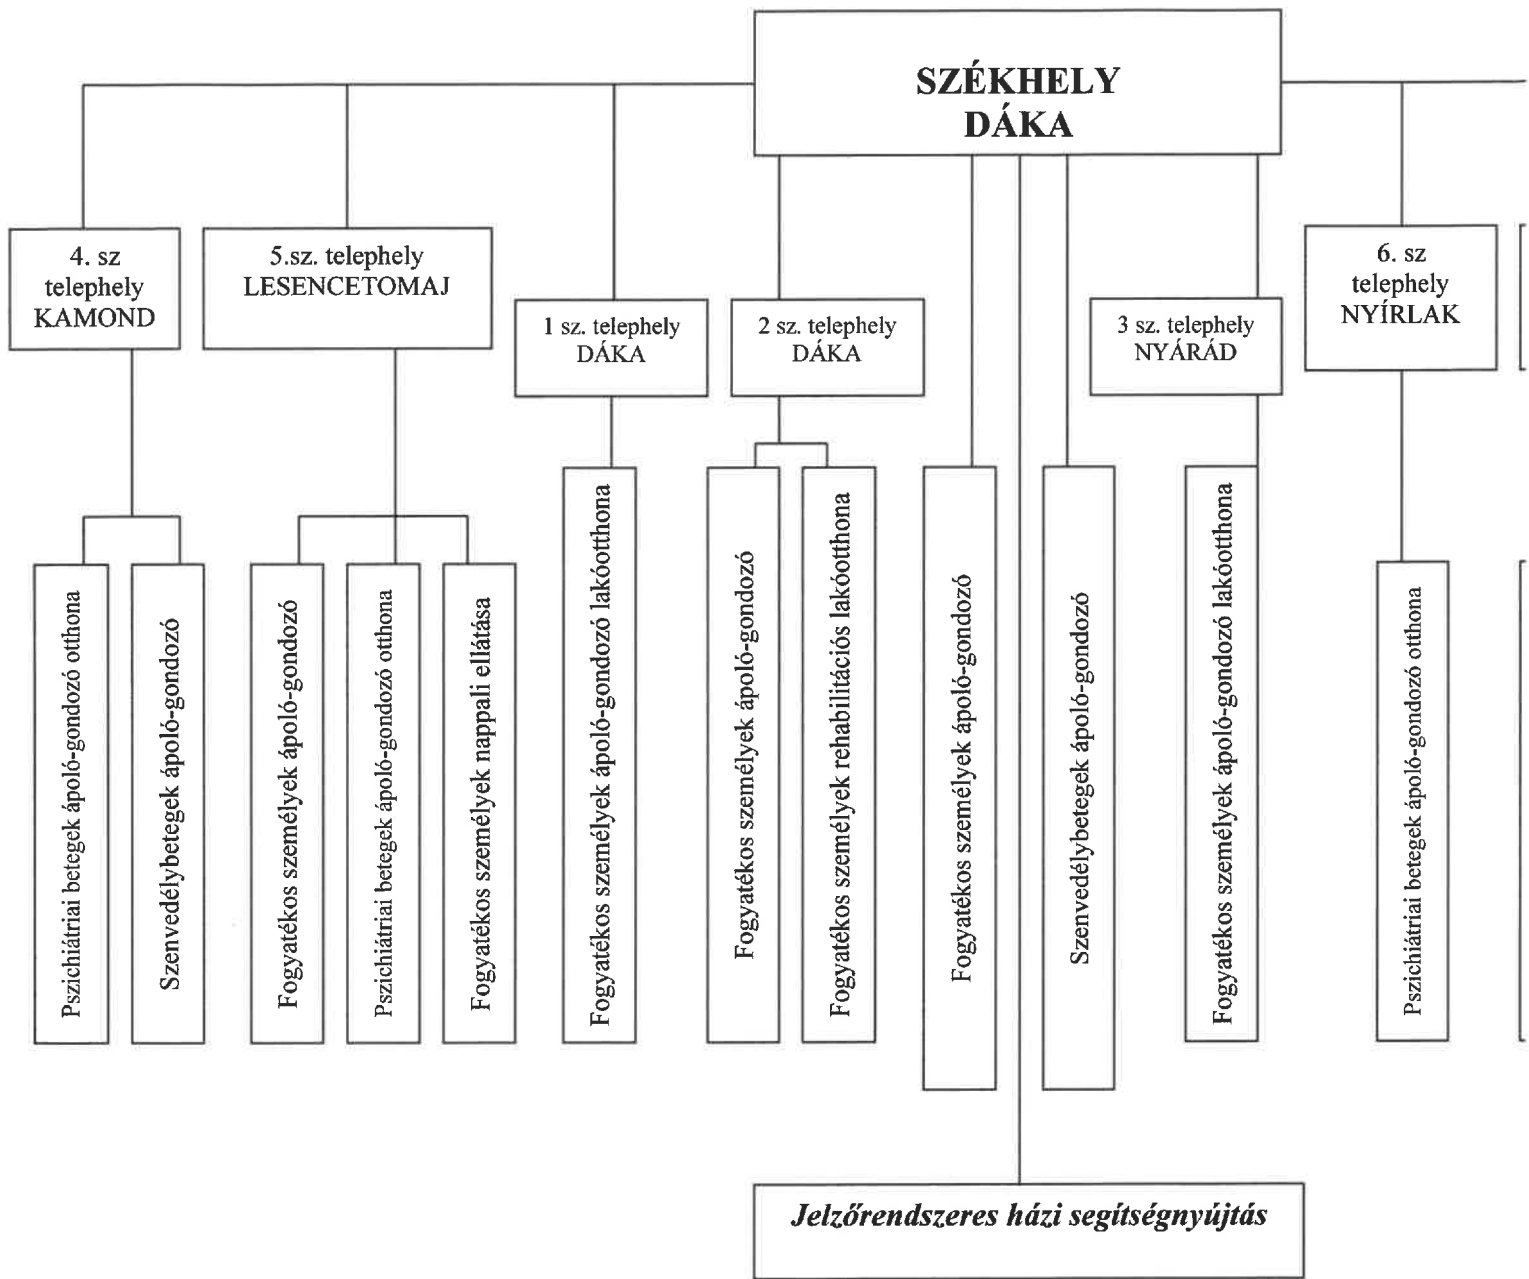 SZÉKHELY
DÁKA
4. sz
telephely
KAMOND
5.sz. telephely
LESENCETOMAJ
1 sz. telephely
DÁKA
2 sz. telephely
DÁKA
3 sz. telephely
NYÁRÁD
6. sz
telephely
NYÍRLAK
Pszichiátriai betegek ápoló-gondozó otthona
Szenvedélybetegek ápoló-gondozó
Fogyatékos személyek ápoló-gondozó
Pszichiátriai betegek ápoló-gondozó otthona
Fogyatékos személyek nappali ellátása
Fogyatékos személyek ápoló-gondozó lakóotthona
Fogyatékos személyek ápoló-gondozó
Fogyatékos személyek rehabilitációs lakóotthona
Fogyatékos személyek ápoló-gondozó
Szenvedélybetegek ápoló-gondozó
Fogyatékos személyek ápoló-gondozó lakóotthona
Pszichiátriai betegek ápoló-gondozó otthona
Jelzőrendszeres házi segítségnyújtás